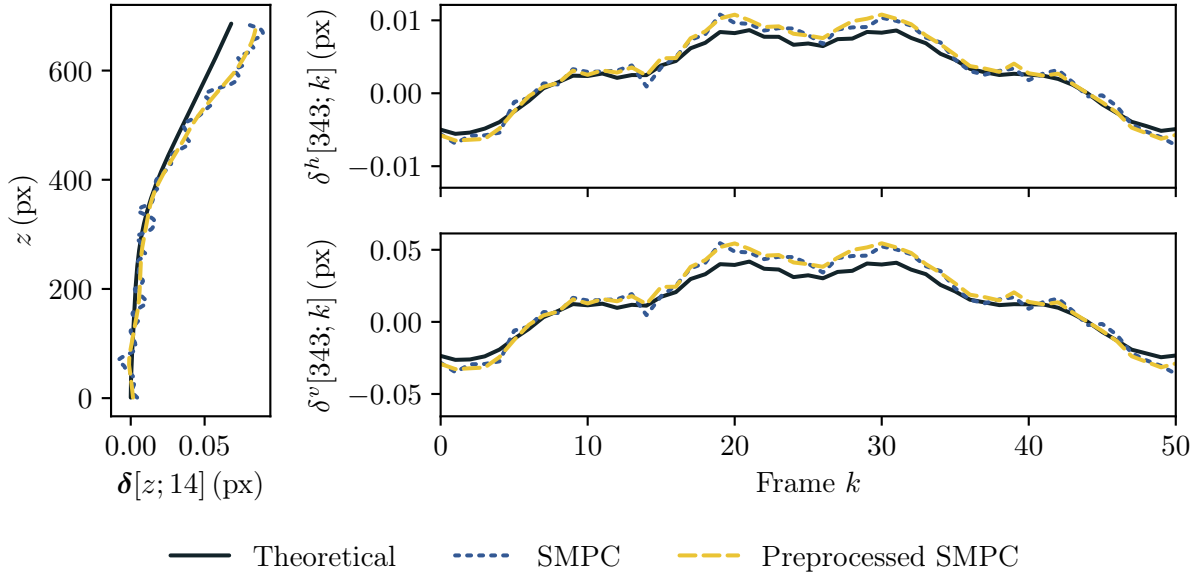 600
400
200
0
z (px)
0.00 0.05
δ[z; 14] (px)
0.01
0.00
−0.01
δʰ[343; k] (px)
0.05
0.00
−0.05
δᵛ[343; k] (px)
0 10 20 30 40 50
Frame k
Theoretical SMPC Preprocessed SMPC